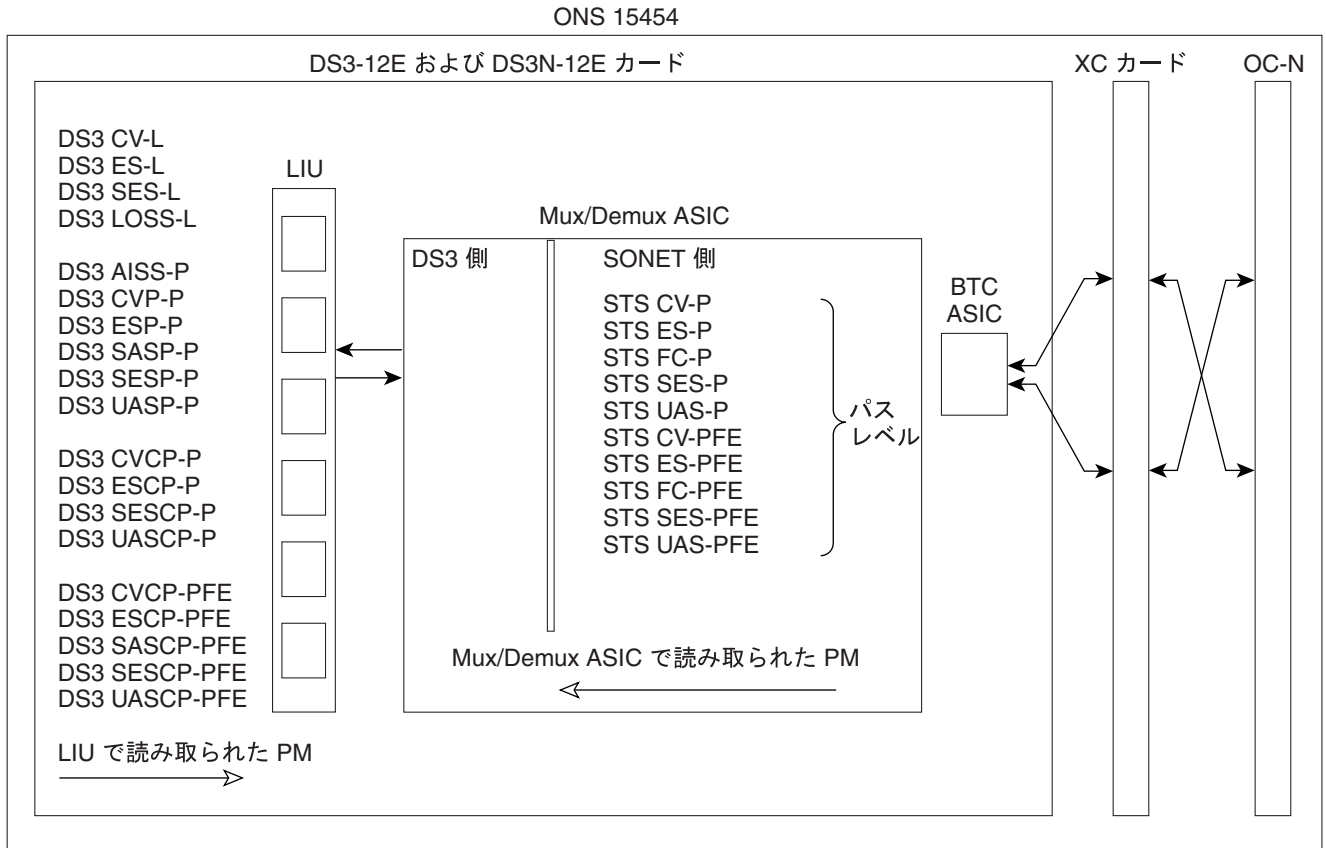 ONS 15454
DS3-12E および DS3N-12E カード
XC カード
OC-N
DS3 CV-L
DS3 ES-L
DS3 SES-L
DS3 LOSS-L
DS3 AISS-P
DS3 CVP-P
DS3 ESP-P
DS3 SASP-P
DS3 SESP-P
DS3 UASP-P
DS3 CVCP-P
DS3 ESCP-P
DS3 SESCP-P
DS3 UASCP-P
DS3 CVCP-PFE
DS3 ESCP-PFE
DS3 SASCP-PFE
DS3 SESCP-PFE
DS3 UASCP-PFE
LIU で読み取られた PM
LIU
Mux/Demux ASIC
DS3 側
SONET 側
STS CV-P
STS ES-P
STS FC-P
STS SES-P
STS UAS-P
STS CV-PFE
STS ES-PFE
STS FC-PFE
STS SES-PFE
STS UAS-PFE
パス
レベル
Mux/Demux ASIC で読み取られた PM
BTC
ASIC